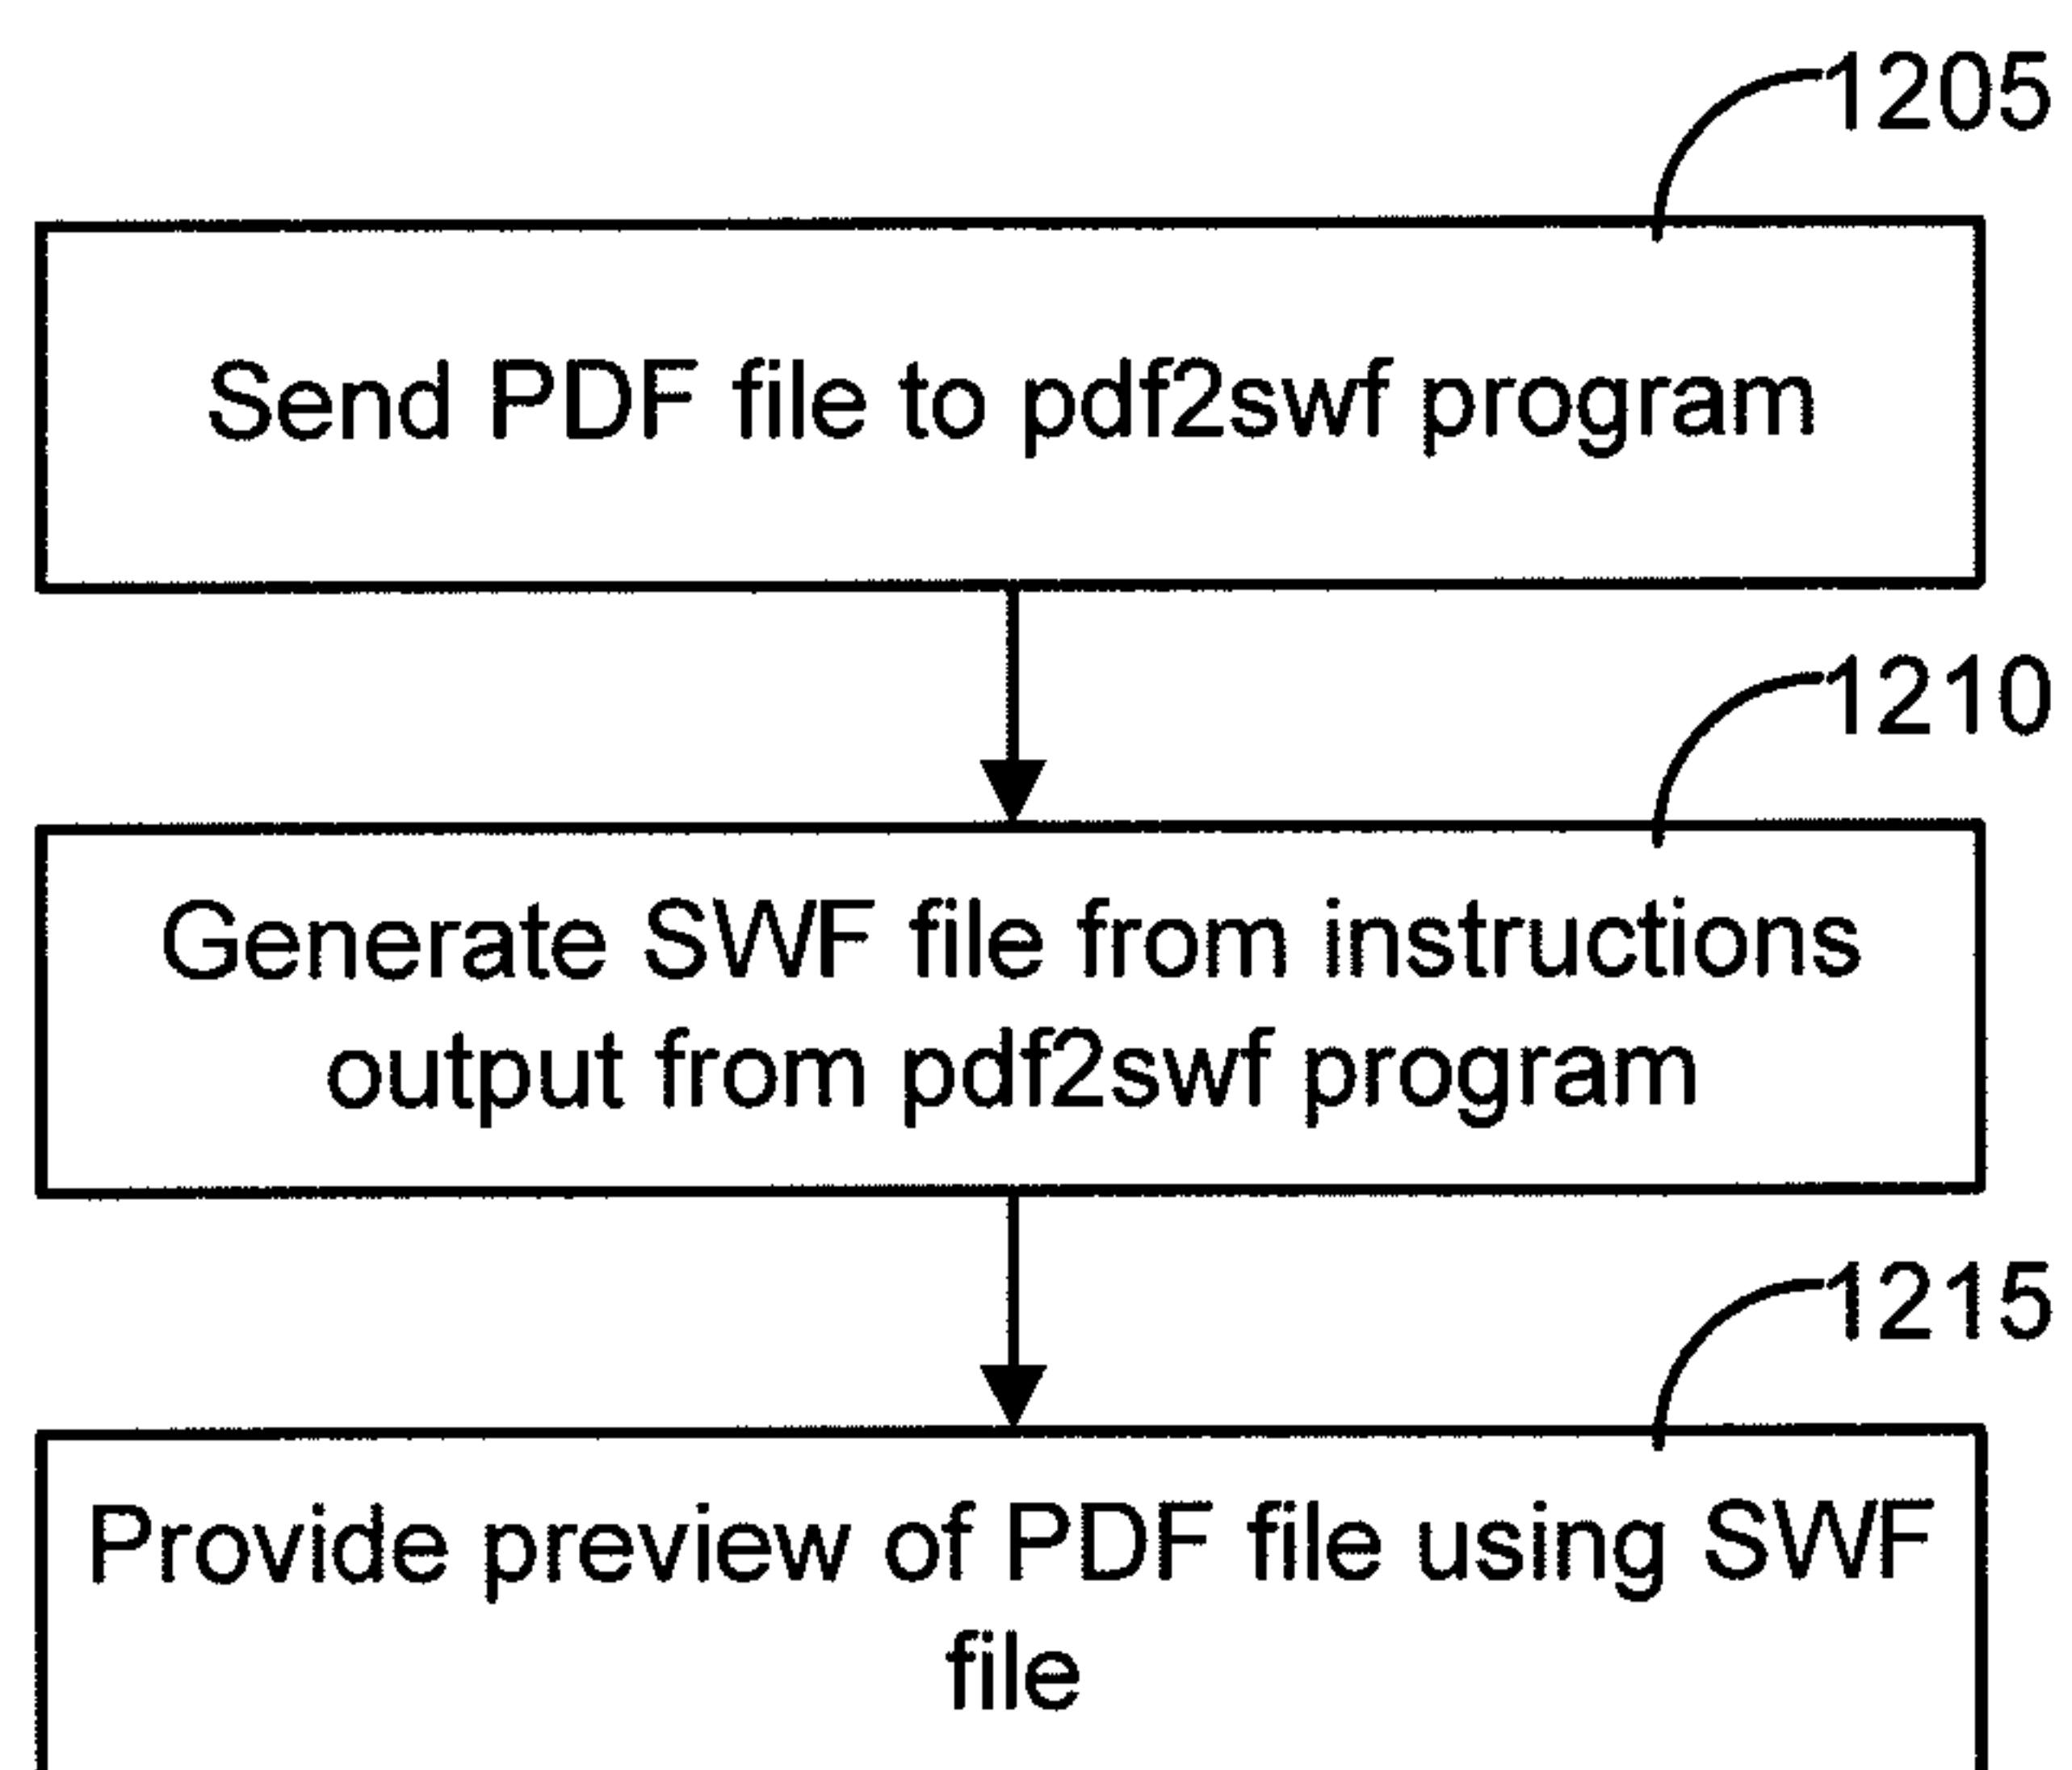 1205
Send PDF file to pdf2swf program
1210
Generate SWF file from instructions
output from pdf2swf program
1215
Provide preview of PDF file using SWF
file